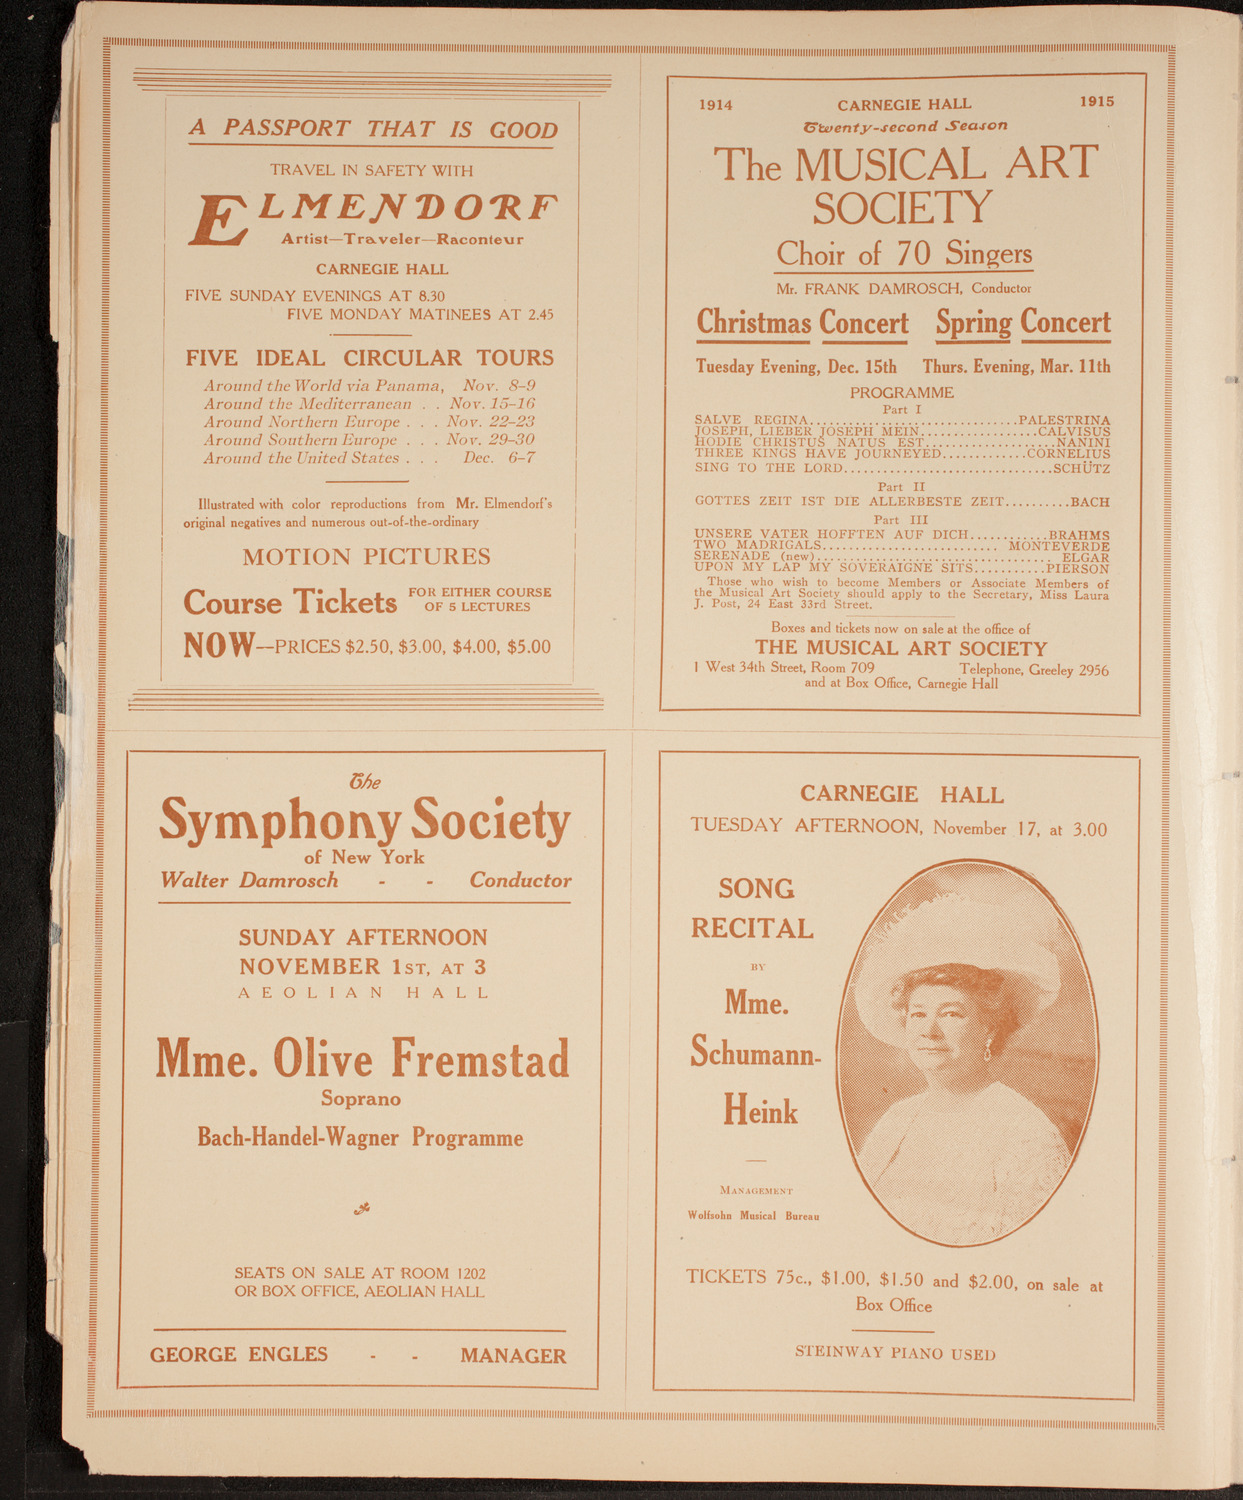 A PASSPORT THAT IS GOOD
TRAVEL IN SAFETY WITH
ELMENDORF
Artist—Traveler—Raconteur
CARNEGIE HALL
FIVE SUNDAY EVENINGS AT 8.30
FIVE MONDAY MATINEES AT 2.45
FIVE IDEAL CIRCULAR TOURS
Around the World via Panama, Nov. 8-9
Around the Mediterranean . . Nov. 15-16
Around Northern Europe . . . Nov. 22-23
Around Southern Europe . . . Nov. 29-30
Around the United States . . . Dec. 6-7
Illustrated with color reproductions from Mr. Elmendorf's
original negatives and numerous out-of-the-ordinary
MOTION PICTURES
Course Tickets FOR EITHER COURSE
OF 5 LECTURES
NOW—PRICES $2.50, $3.00, $4.00, $5.00
1914 CARNEGIE HALL 1915
Twenty-second Season
The MUSICAL ART
SOCIETY
Choir of 70 Singers
Mr. FRANK DAMROSCH, Conductor
Christmas Concert Spring Concert
Tuesday Evening, Dec. 15th Thurs. Evening, Mar. 11th
PROGRAMME
Part I
SALVE REGINA..............................PALESTRINA
JOSEPH, LIEBER JOSEPH MEIN.................CALVISUS
HODIE CHRISTUS NATUS EST...................NANINI
THREE KINGS HAVE JOURNEYED............CORNELIUS
SING TO THE LORD..............................SCHÜTZ
Part II
GOTTES ZEIT IST DIE ALLERBESTE ZEIT..........BACH
Part III
UNSERE VATER HOFFTEN AUF DICH...........BRAHMS
TWO MADRIGALS......................... MONTEVERDE
SERENADE (new)...................................ELGAR
UPON MY LAP MY SOVERAIGNE SITS..........PIERSON
Those who wish to become Members or Associate Members of
the Musical Art Society should apply to the Secretary, Miss Laura
J. Post, 24 East 33rd Street.
Boxes and tickets now on sale at the office of
THE MUSICAL ART SOCIETY
1 West 34th Street, Room 709 Telephone, Greeley 2956
and at Box Office, Carnegie Hall
The
Symphony Society
of New York
Walter Damrosch - - Conductor
SUNDAY AFTERNOON
NOVEMBER 1ST, AT 3
AEOLIAN HALL
Mme. Olive Fremstad
Soprano
Bach-Handel-Wagner Programme
SEATS ON SALE AT ROOM 1202
OR BOX OFFICE, AEOLIAN HALL
GEORGE ENGLES - - MANAGER
CARNEGIE HALL
TUESDAY AFTERNOON, November 17, at 3.00
SONG
RECITAL
BY
Mme.
Schumann-
Heink
MANAGEMENT
Wolfsohn Musical Bureau
TICKETS 75c., $1.00, $1.50 and $2.00, on sale at
Box Office
STEINWAY PIANO USED